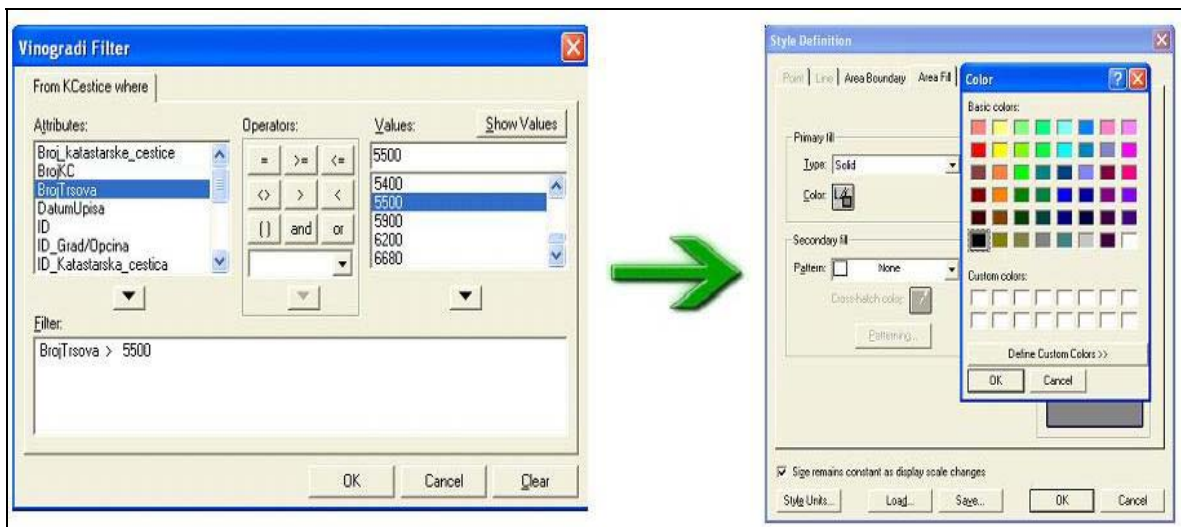 Vinogradi Filter
From KCestice where
Attributes:
Operators:
Values:
Show Values
Broj_katastarske_cestice
BrojKC
BrojTrsova
DatumUpisa
ID
ID_Grad/Opcina
ID_Katastarska_cestica
= >= <=
<> > <
() and or
5500
5400
5500
5900
6200
6680
Filter:
BrojTrsova > 5500
OK Cancel Clear
Style Definition
Point Line Area Boundary Area Fill
Primary fill
Type: Solid
Color:
Secondary fill
Pattern: None
Cross-hatch color:
Patterning...
Size remains constant as display scale changes
Style Units... Load... Save... OK Cancel
Color
Basic colors:
Custom colors:
Define Custom Colors >>
OK Cancel